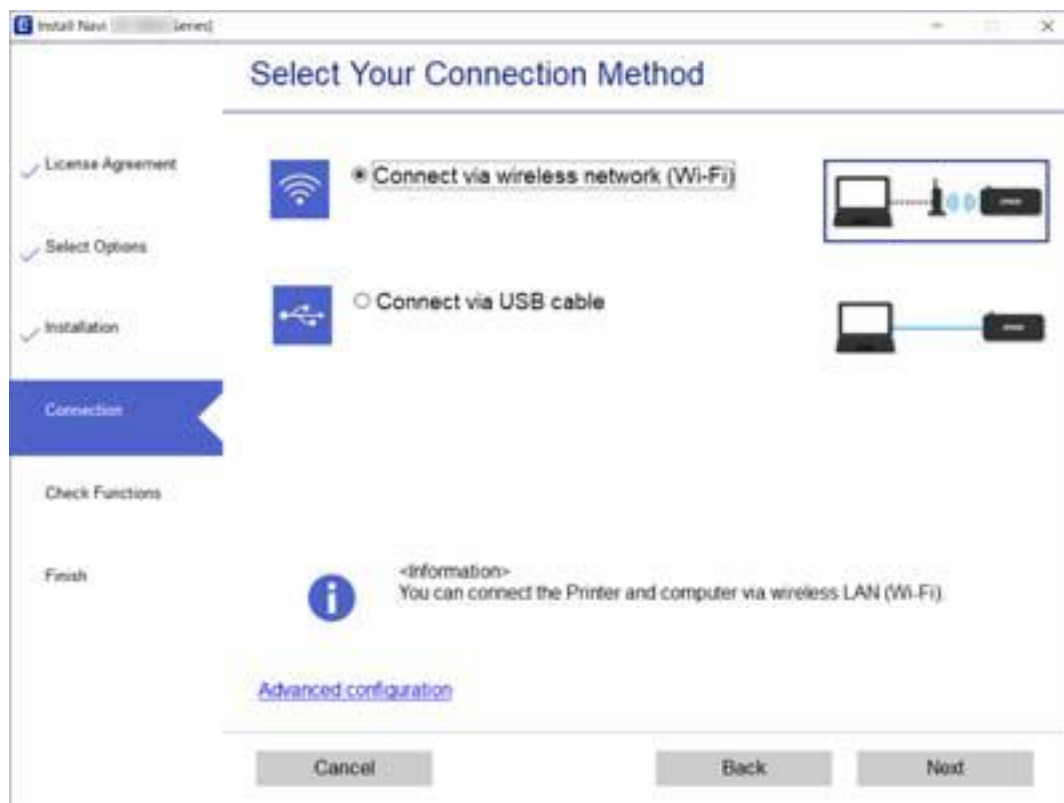 Install Navi
Series]
Select Your Connection Method
License Agreement
Select Options
Installation
Connection
Check Functions
Finish
Connect via wireless network (Wi-Fi)
Connect via USB cable
<Information>
You can connect the Printer and computer via wireless LAN (Wi-Fi).
Advanced configuration
Cancel
Back
Next